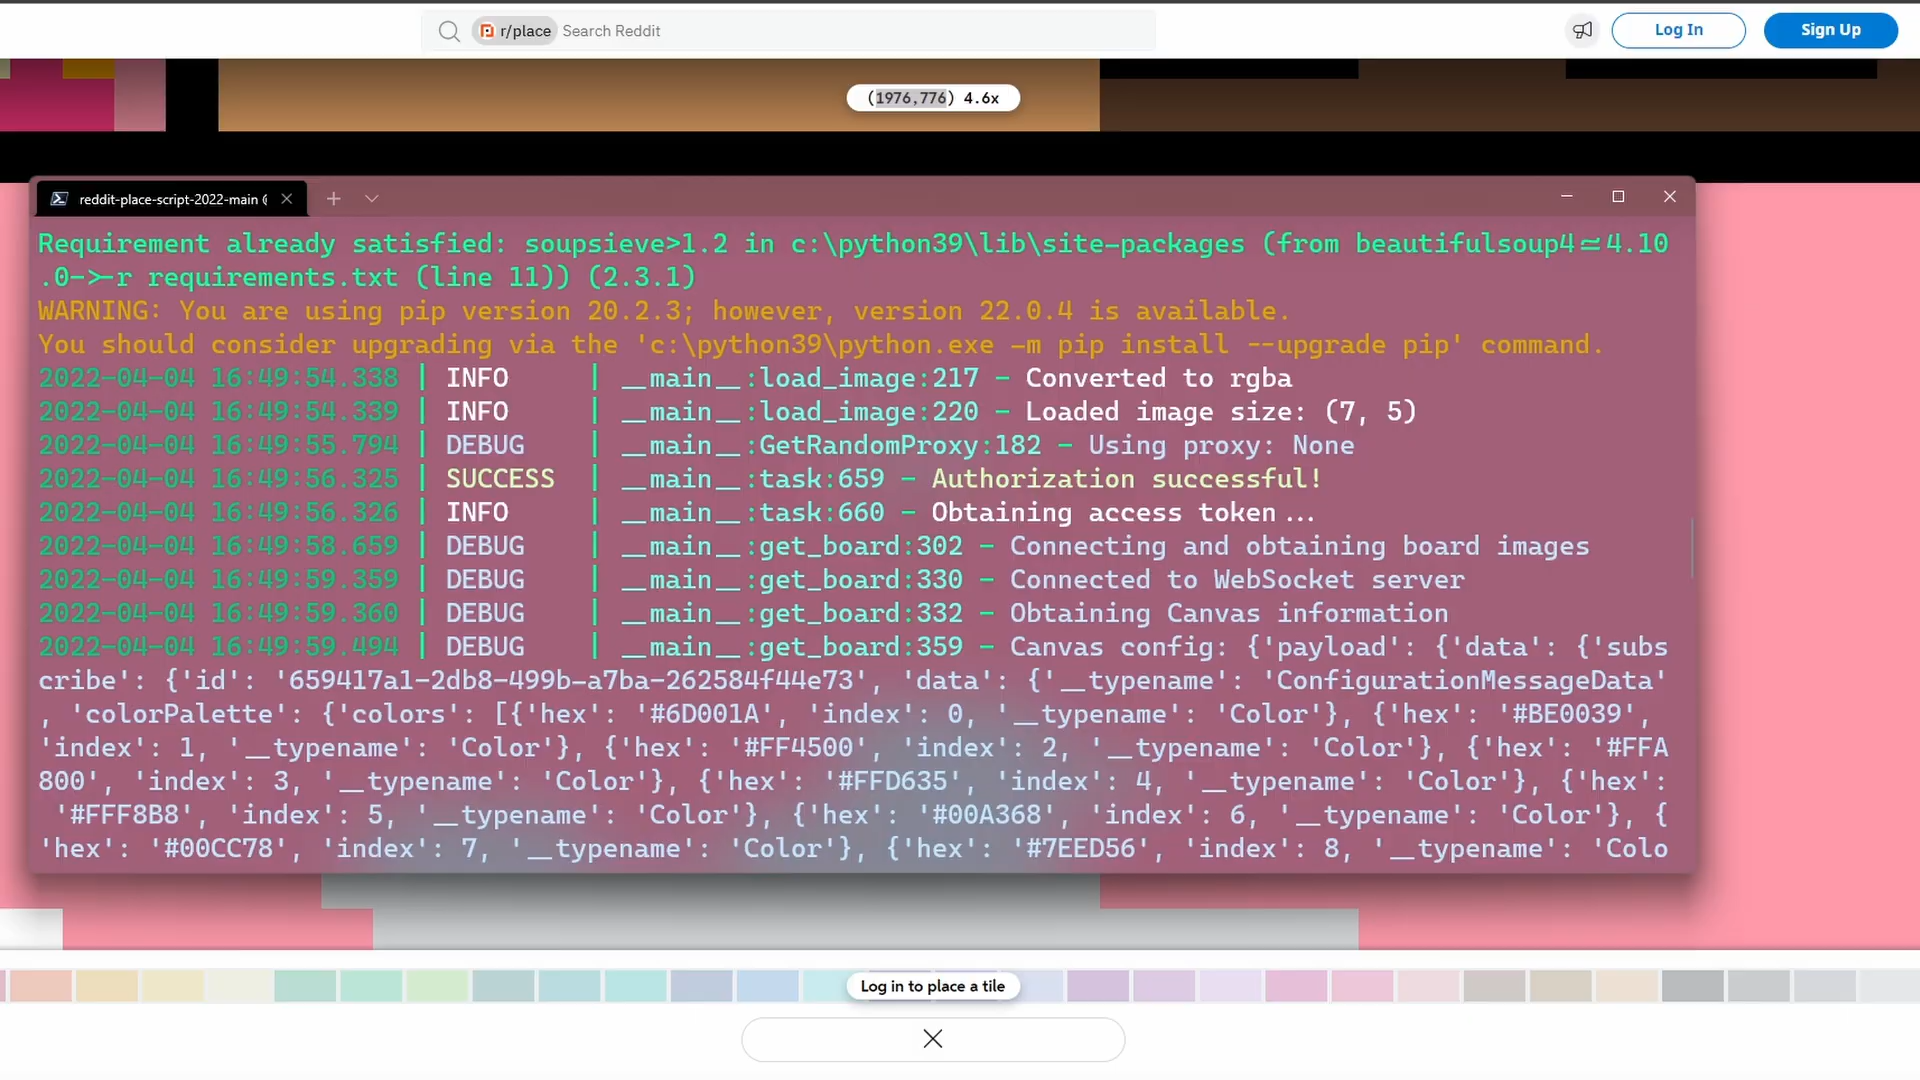 r/place Search Reddit
Log In
Sign Up
(1976,776) 4.6x
reddit-place-script-2022-main
Requirement already satisfied: soupsieve>1.2 in c:\python39\lib\site-packages (from beautifulsoup4==4.10
.0->-r requirements.txt (line 11)) (2.3.1)
WARNING: You are using pip version 20.2.3; however, version 22.0.4 is available.
You should consider upgrading via the 'c:\python39\python.exe -m pip install --upgrade pip' command.
2022-04-04 16:49:54.338 | INFO | __main__:load_image:217 - Converted to rgba
2022-04-04 16:49:54.339 | INFO | __main__:load_image:220 - Loaded image size: (7, 5)
2022-04-04 16:49:55.794 | DEBUG | __main__:GetRandomProxy:182 - Using proxy: None
2022-04-04 16:49:56.325 | SUCCESS | __main__:task:659 - Authorization successful!
2022-04-04 16:49:56.326 | INFO | __main__:task:660 - Obtaining access token...
2022-04-04 16:49:58.659 | DEBUG | __main__:get_board:302 - Connecting and obtaining board images
2022-04-04 16:49:59.359 | DEBUG | __main__:get_board:330 - Connected to WebSocket server
2022-04-04 16:49:59.360 | DEBUG | __main__:get_board:332 - Obtaining Canvas information
2022-04-04 16:49:59.494 | DEBUG | __main__:get_board:359 - Canvas config: {'payload': {'data': {'subs
cribe': {'id': '659417a1-2db8-499b-a7ba-262584f44e73', 'data': {'__typename': 'ConfigurationMessageData'
, 'colorPalette': {'colors': [{'hex': '#6D001A', 'index': 0, '__typename': 'Color'}, {'hex': '#BE0039',
'index': 1, '__typename': 'Color'}, {'hex': '#FF4500', 'index': 2, '__typename': 'Color'}, {'hex': '#FFA
800', 'index': 3, '__typename': 'Color'}, {'hex': '#FFD635', 'index': 4, '__typename': 'Color'}, {'hex':
'#FFF8B8', 'index': 5, '__typename': 'Color'}, {'hex': '#00A368', 'index': 6, '__typename': 'Color'}, {
'hex': '#00CC78', 'index': 7, '__typename': 'Color'}, {'hex': '#7EED56', 'index': 8, '__typename': 'Colo
Log in to place a tile